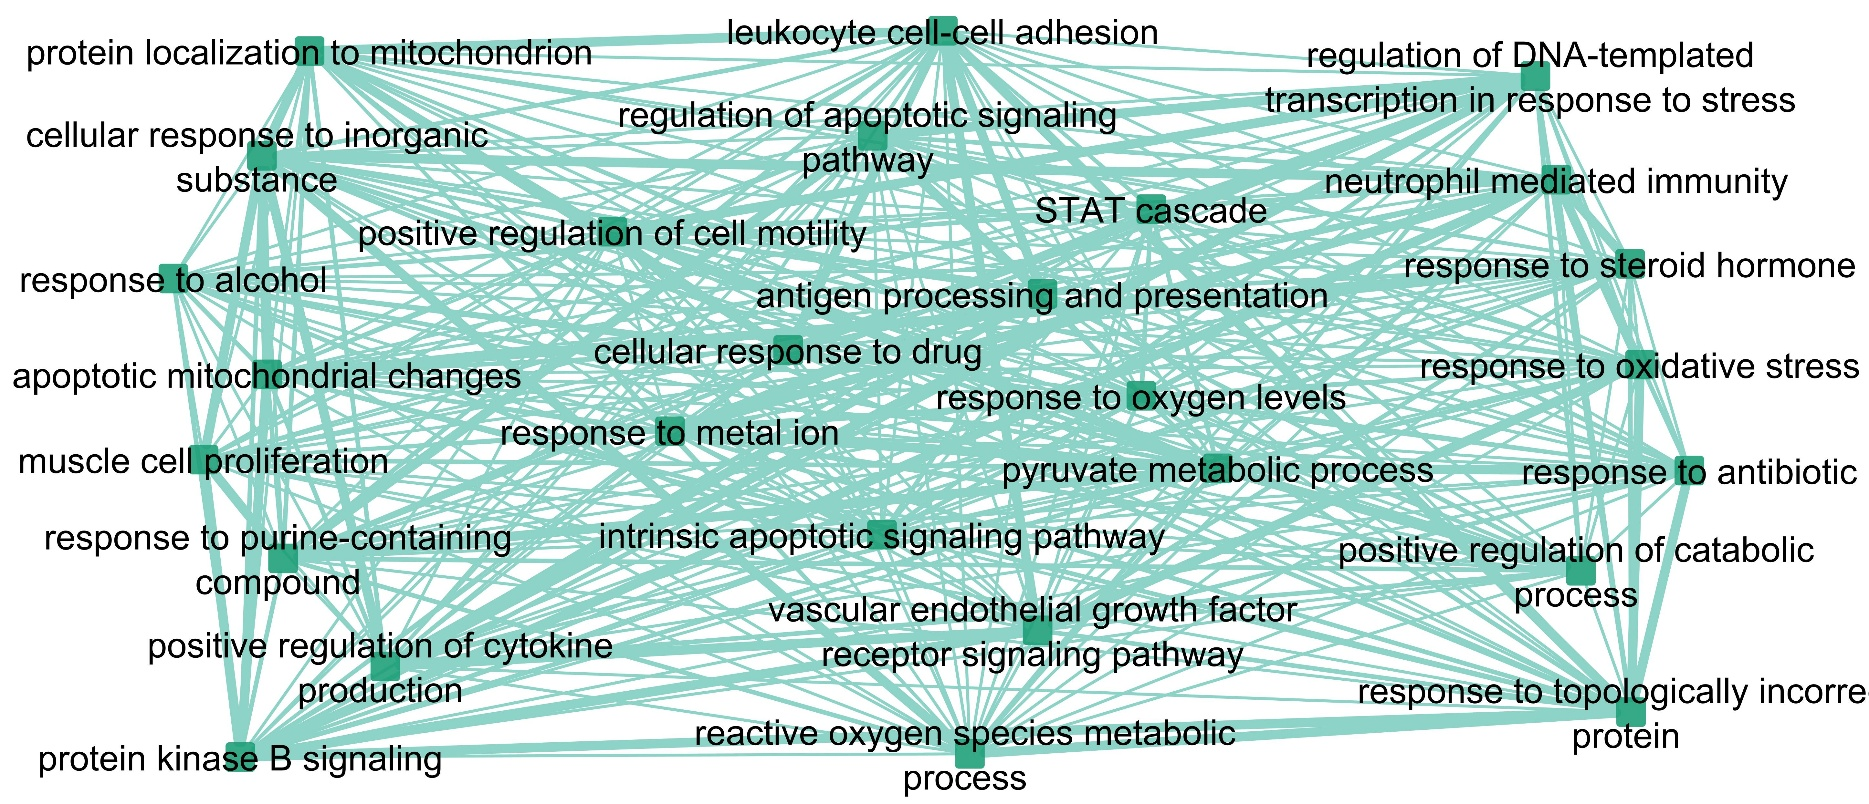 leukocyte cell-cell adhesion
protein localization to mitochondrion
regulation of DNA-templated
transcription in response to stress
regulation of apoptotic signaling
pathway
cellular response to inorganic
substance
neutrophil mediated immunity
STAT cascade
positive regulation of cell motility
response to steroid hormone
response to alcohol
antigen processing and presentation
cellular response to drug
response to oxidative stress
apoptotic mitochondrial changes
response to oxygen levels
response to metal ion
muscle cell proliferation
pyruvate metabolic process
response to antibiotic
response to purine-containing
compound
intrinsic apoptotic signaling pathway
positive regulation of catabolic
process
vascular endothelial growth factor
receptor signaling pathway
positive regulation of cytokine
production
response to topologically incorre
protein
reactive oxygen species metabolic
process
protein kinase B signaling